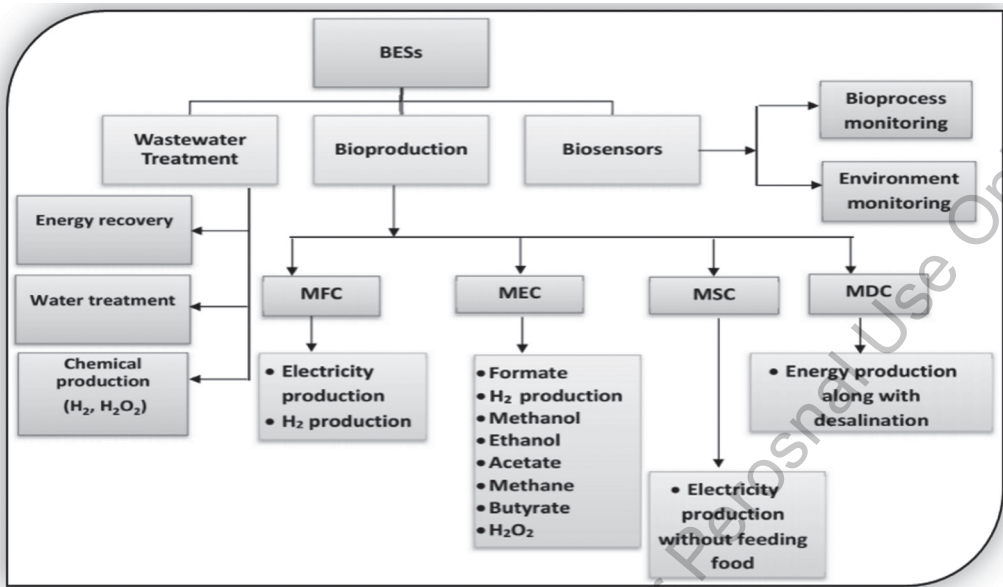 BESs
Wastewater
Treatment
Bioproduction
Biosensors
Bioprocess
monitoring
Environment
monitoring
Energy recovery
Water treatment
Chemical
production
(H₂, H₂O₂)
MFC
MEC
MSC
MDC
• Electricity
production
• H₂ production
• Formate
• H₂ production
• Methanol
• Ethanol
• Acetate
• Methane
• Butyrate
• H₂O₂
• Electricity
production
without feeding
food
• Energy production
along with
desalination
Perosnal Use